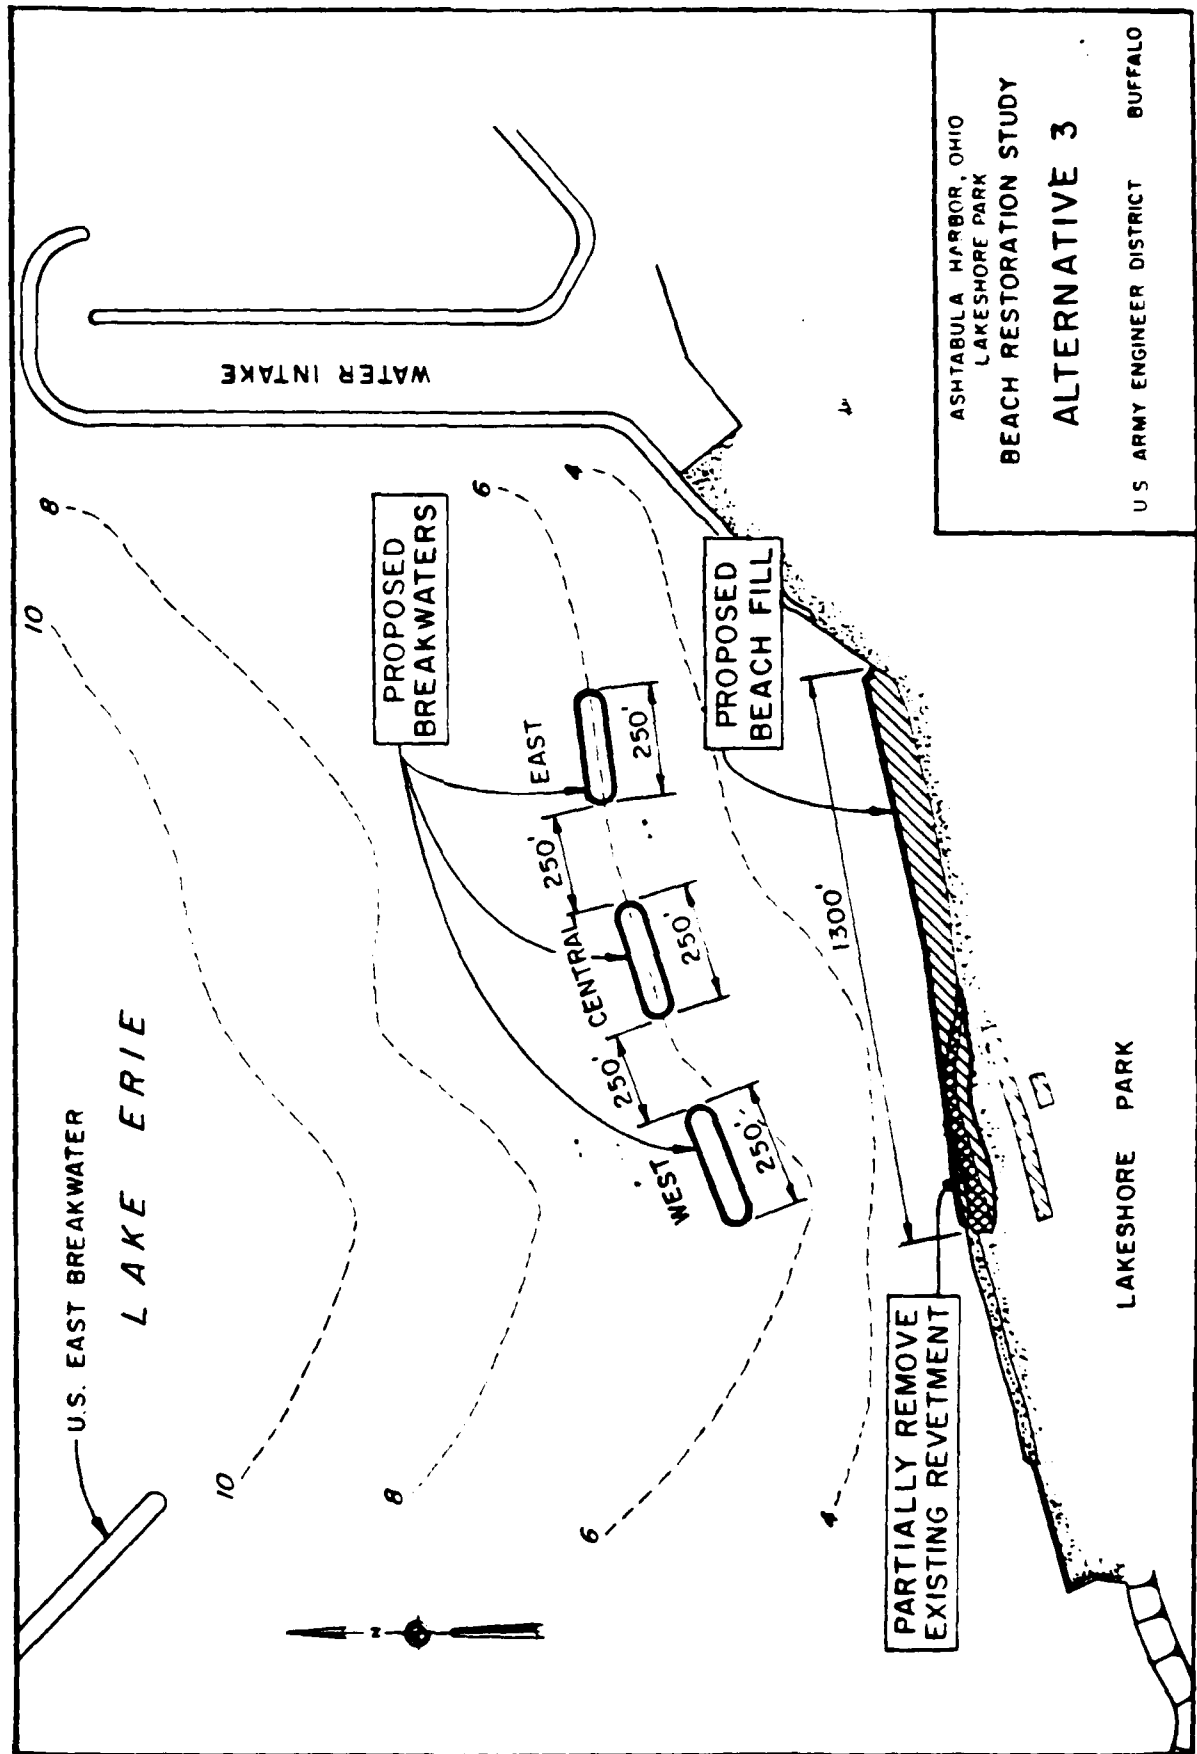 U.S. EAST BREAKWATER
LAKE ERIE
10
8
6
4
10
8
6
4
N
WATER INTAKE
PROPOSED
BREAKWATERS
WEST
CENTRAL
EAST
250'
250'
250'
250'
250'
PROPOSED
BEACH FILL
1300'
PARTIALLY REMOVE
EXISTING REVETMENT
LAKESHORE PARK
ASHTABULA HARBOR, OHIO
LAKESHORE PARK
BEACH RESTORATION STUDY
ALTERNATIVE 3
U S ARMY ENGINEER DISTRICT BUFFALO